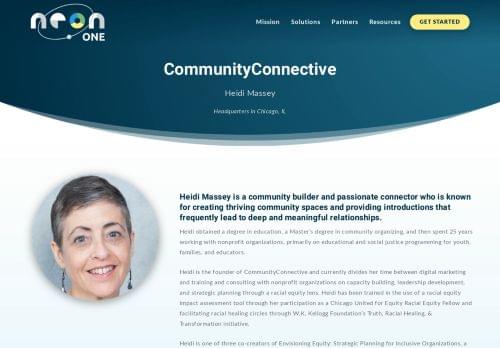 neon ONE
Mission Solutions Partners Resources GET STARTED
CommunityConnective
Heidi Massey
Headquarters in Chicago, IL
Heidi Massey is a community builder and passionate connector who is known
for creating thriving community spaces and providing introductions that
frequently lead to deep and meaningful relationships.
Heidi obtained a degree in education, a Master's degree in community organizing, and then spent 25 years
working with nonprofit organizations, primarily on educational and social justice programming for youth,
families, and educators.
Heidi is the founder of CommunityConnective and currently divides her time between digital marketing
and training and consulting with nonprofit organizations on capacity building, leadership development,
and strategic planning through a racial equity lens. Heidi has been trained in the use of a racial equity
impact assessment tool through her participation as a Chicago United for Equity Racial Equity Fellow and
facilitating racial healing circles through W.K. Kellogg Foundation's Truth, Racial Healing, &
Transformation initiative.
Heidi is one of three co-creators of Envisioning Equity: Strategic Planning for Inclusive Organizations, a